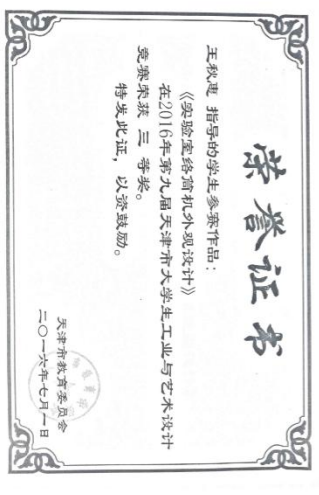 荣誉证书
王秋惠 指导的学生参赛作品：
《实验室络筒机外观设计》
在2016年第九届天津市大学生工业与艺术设计
竞赛荣获 三 等奖。
特发此证，以资鼓励。
天津市教育委员会
二〇一六年七月一日